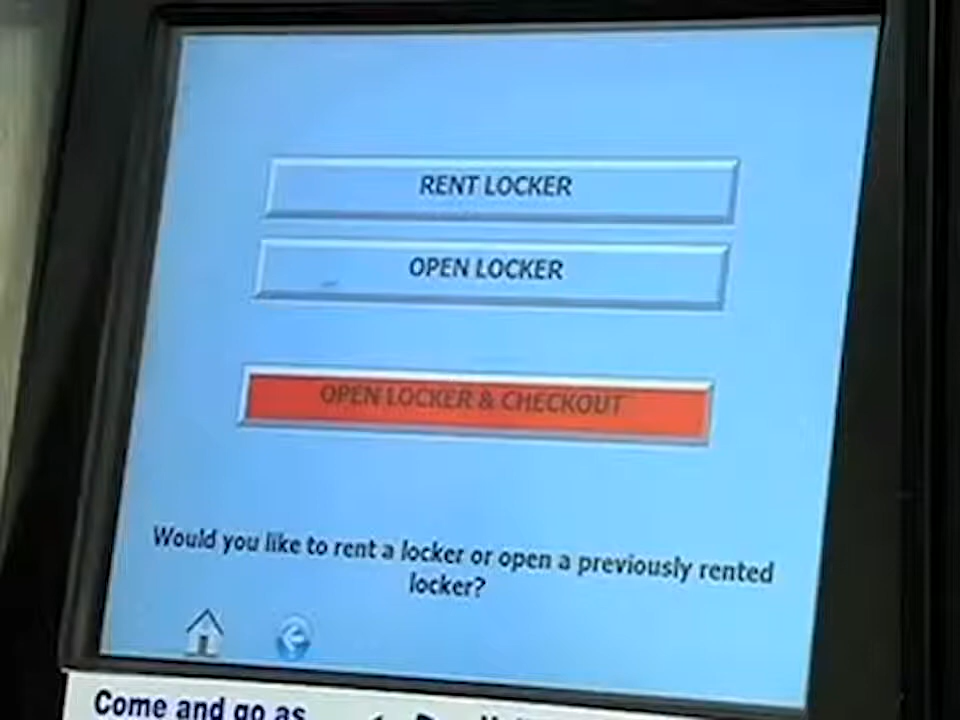 RENT LOCKER
OPEN LOCKER
OPEN LOCKER & CHECKOUT
Would you like to rent a locker or open a previously rented
locker?
Come and go as